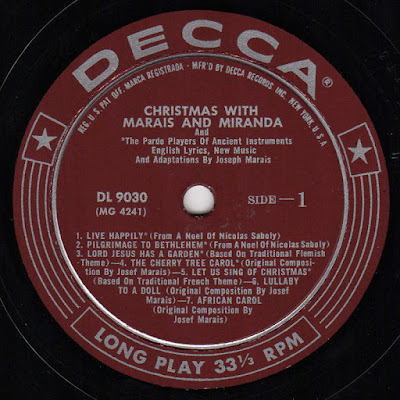 DECCA®
REG. U.S. PAT. OFF. MARCA REGISTRADA - MFR'D BY DECCA RECORDS INC. NEW YORK, U S A
CHRISTMAS WITH
MARAIS AND MIRANDA
And
*The Pardo Players Of Ancient Instruments
English Lyrics, New Music
And Adaptations By Joseph Marais
DL 9030
(MG 4241)
SIDE — 1
1. LIVE HAPPILY* (From A Noel Of Nicolas Saboly)
2. PILGRIMAGE TO BETHLEHEM* (From A Noel Of Nicolas Saboly)
3. LORD JESUS HAS A GARDEN* (Based On Traditional Flemish
Theme)—4. THE CHERRY TREE CAROL* (Original Composi-
tion By Josef Marais)—5. LET US SING OF CHRISTMAS*
(Based On Traditional French Theme)—6. LULLABY
TO A DOLL (Original Composition By Josef
Marais)—7. AFRICAN CAROL
(Original Composition By
Josef Marais)
LONG PLAY 33⅓ RPM